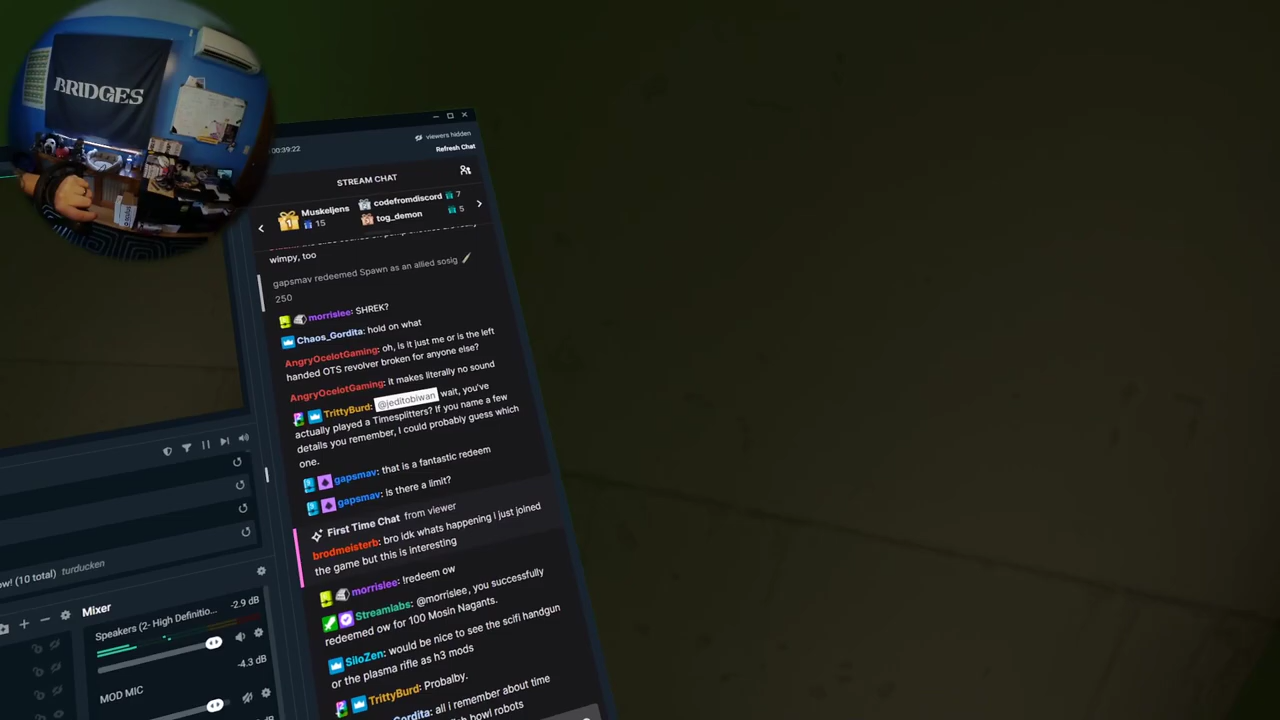 BRIDGES
00:39:22
viewers hidden
Refresh Chat
STREAM CHAT
Muskeljens
15
codefromdiscord 7
tog_demon 5
wimpy, too
gapsmav redeemed Spawn as an allied sosig
250
morrislee: SHREK?
Chaos_Gordita: hold on what
AngryOcelotGaming: oh, is it just me or is the left
handed OTS revolver broken for anyone else?
AngryOcelotGaming: it makes literally no sound
TrittyBurd: @jeditobiwan wait, you've
actually played a Timesplitters? If you name a few
details you remember, I could probably guess which
one.
gapsmav: that is a fantastic redeem
gapsmav: is there a limit?
First Time Chat from viewer
brodmeisterb: bro idk whats happening i just joined
the game but this is interesting
morrislee: !redeem ow
Streamlabs: @morrislee, you successfully
redeemed ow for 100 Mosin Nagants.
SiloZen: would be nice to see the scifi handgun
or the plasma rifle as h3 mods
TrittyBurd: Probalby.
Gordita: all i remember about time
bowl robots
(10 total) turducken
Mixer
Speakers (2- High Definitio... -2.9 dB
-4.3 dB
MOD MIC